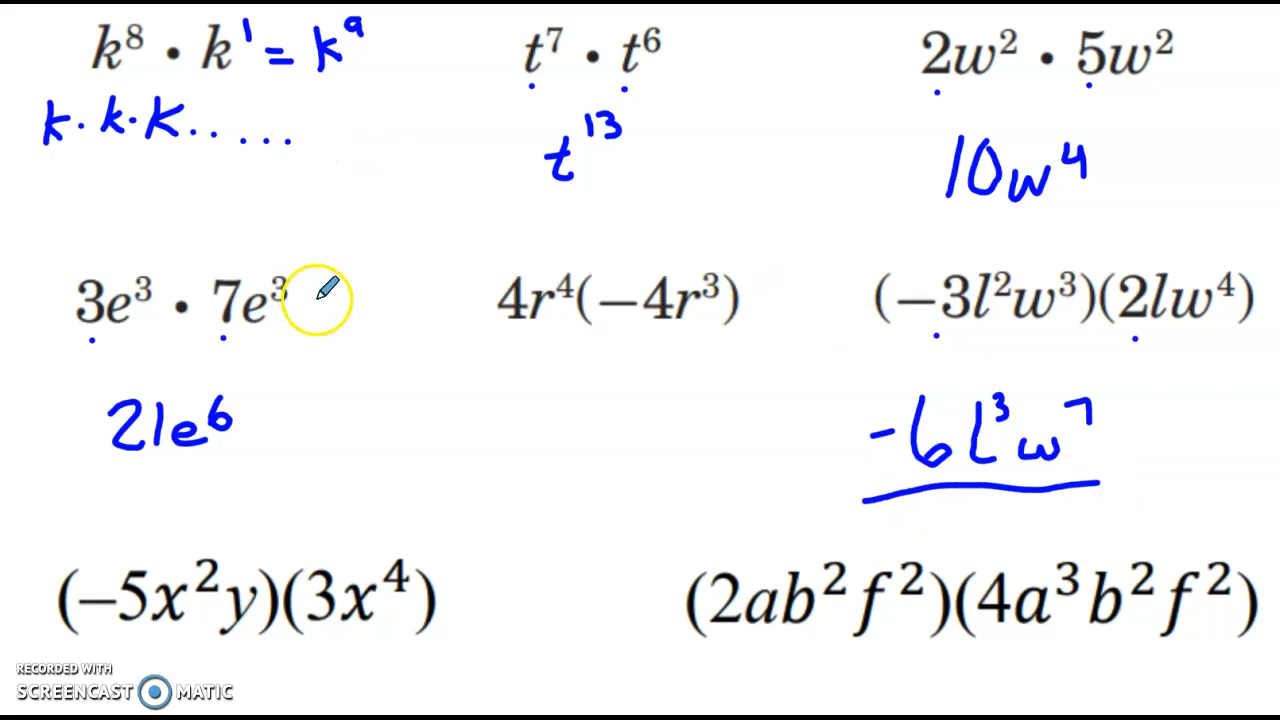 k⁸ · k¹ = k⁹
t⁷ · t⁶
2w² · 5w²
k · k · k . . . . .
t¹³
10w⁴
3e³ · 7e³
4r⁴(−4r³)
(−3l²w³)(2lw⁴)
21e⁶
-6l³w⁷
(−5x²y)(3x⁴)
(2ab²f²)(4a³b²f²)
RECORDED WITH
SCREENCAST MATIC